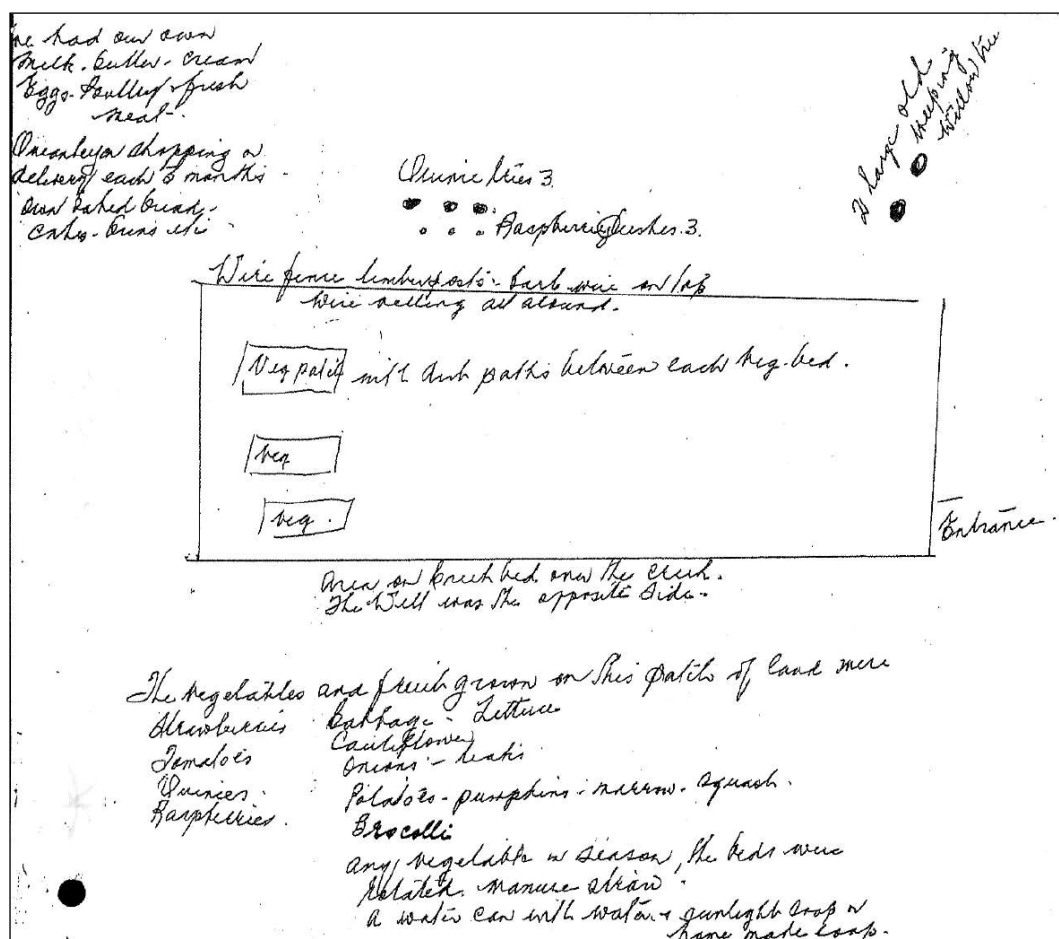 We had our own
Milk - butter - cream
Eggs - Poultry & fresh
meat -
Queanbeyan shopping or
delivery each 3 months -
own baked bread -
cakes - buns etc
2 large old
weeping
willow tree
Quince trees 3.
Raspberry bushes. 3.
Wire fence timber posts - barb wire on top
wire netting all around.
Veg patch with path paths between each veg. bed.
veg
veg.
Entrance.
Area on Creek bed over the creek.
The Well was the opposite side -
The vegetables and fruit grown on this patch of land were
Strawberries Cabbage - Lettuce
Tomatoes Cauliflower
Quinces. Onions - leaks
Raspberries. Potatoes - pumpkins - marrow - squash.
Brocolli
any vegetable in season, the beds were
rotated. manure straw.
a water can with water & sunlight soap or
home made soap.